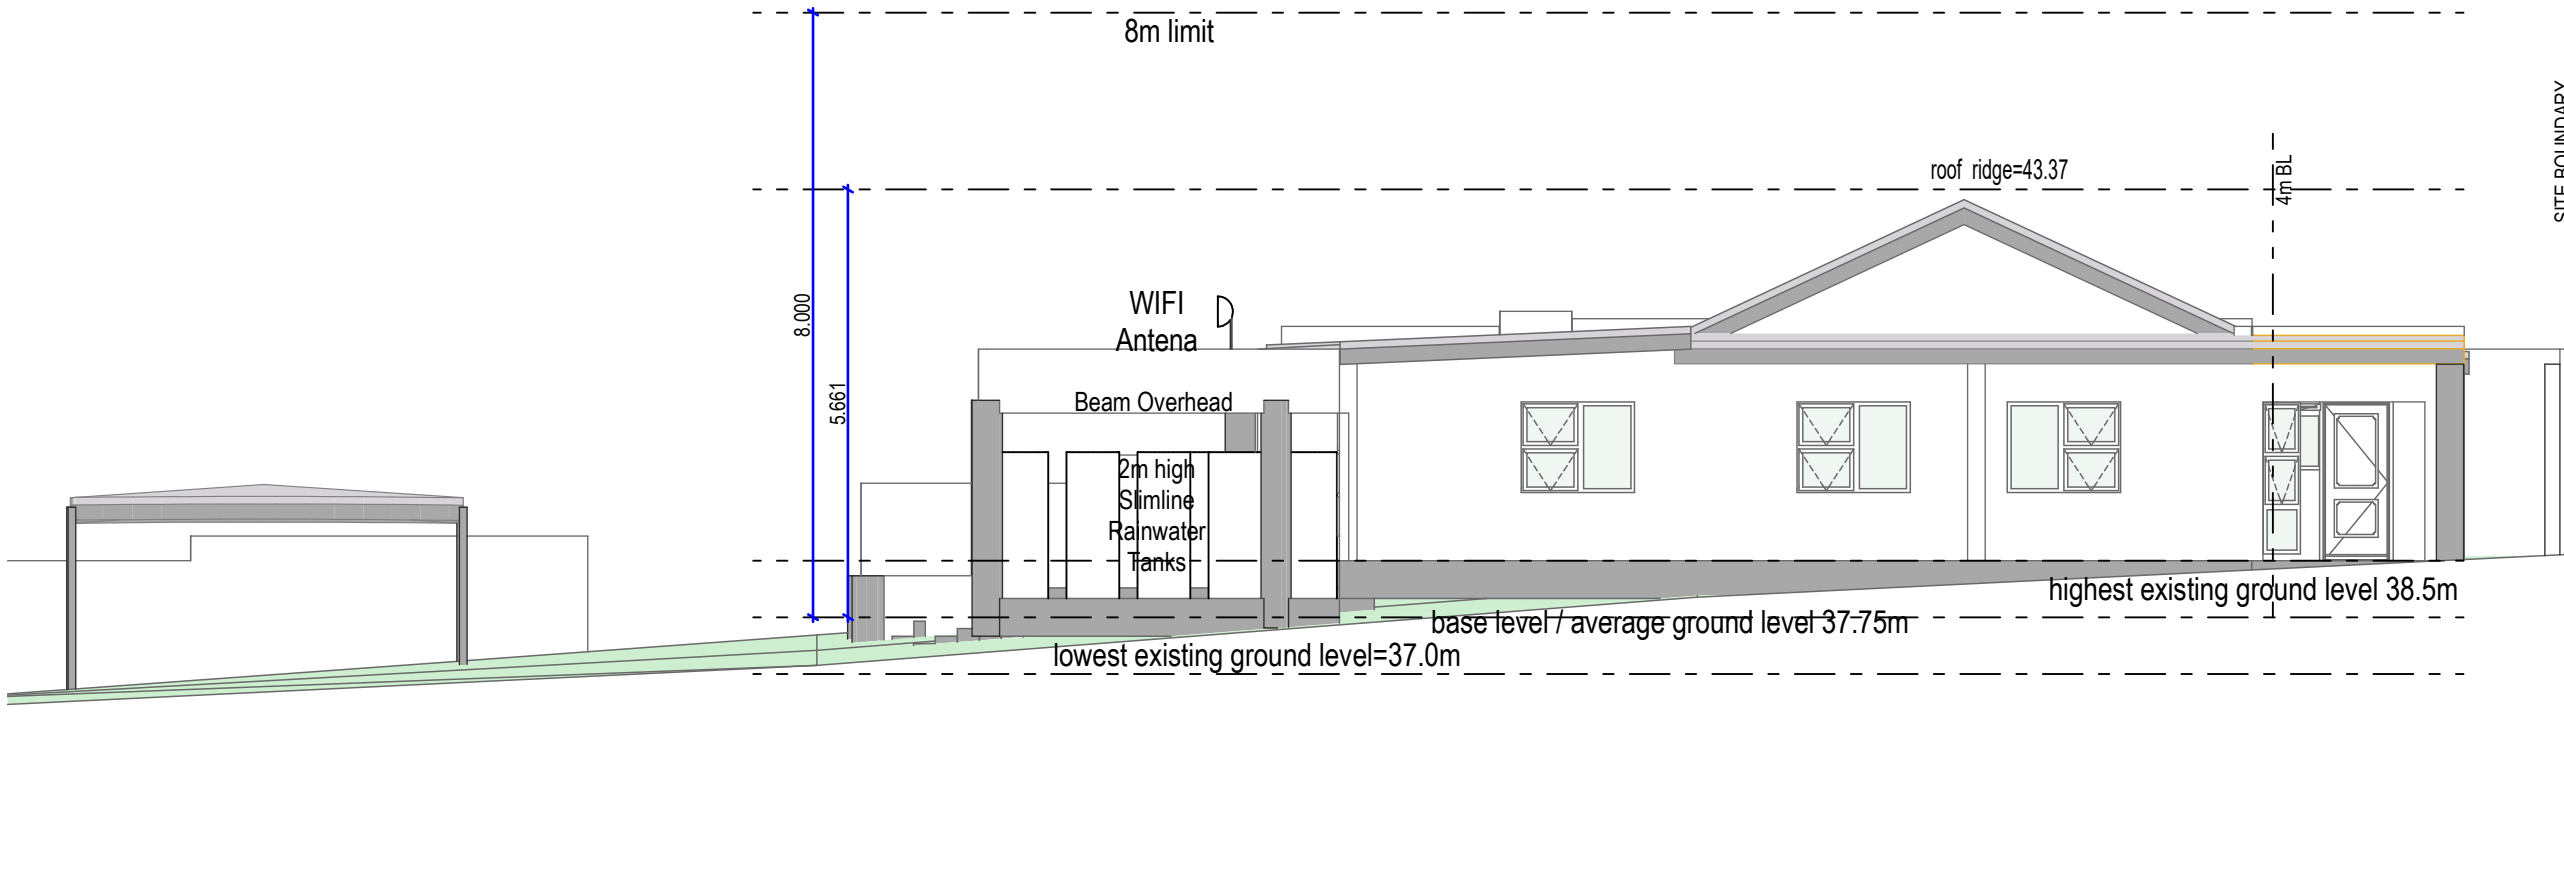 8m limit
SITE BOUNDARY
roof ridge=43.37
4m BL
8.000
WIFI
Antena
5.661
Beam Overhead
2m high
Slimline
Rainwater
Tanks
highest existing ground level 38.5m
base level / average ground level 37.75m
lowest existing ground level=37.0m